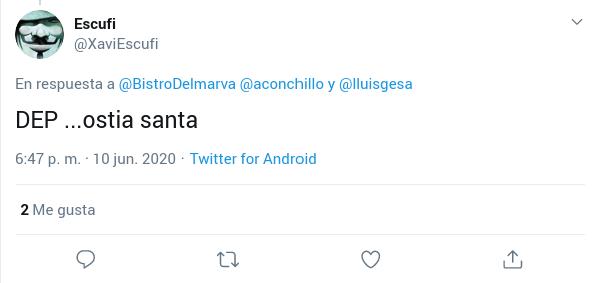 Escufi
@XaviEscufi
En respuesta a @BistroDelmarva @aconchillo y @lluisgesa
DEP ...ostia santa
6:47 p. m. · 10 jun. 2020 · Twitter for Android
2 Me gusta